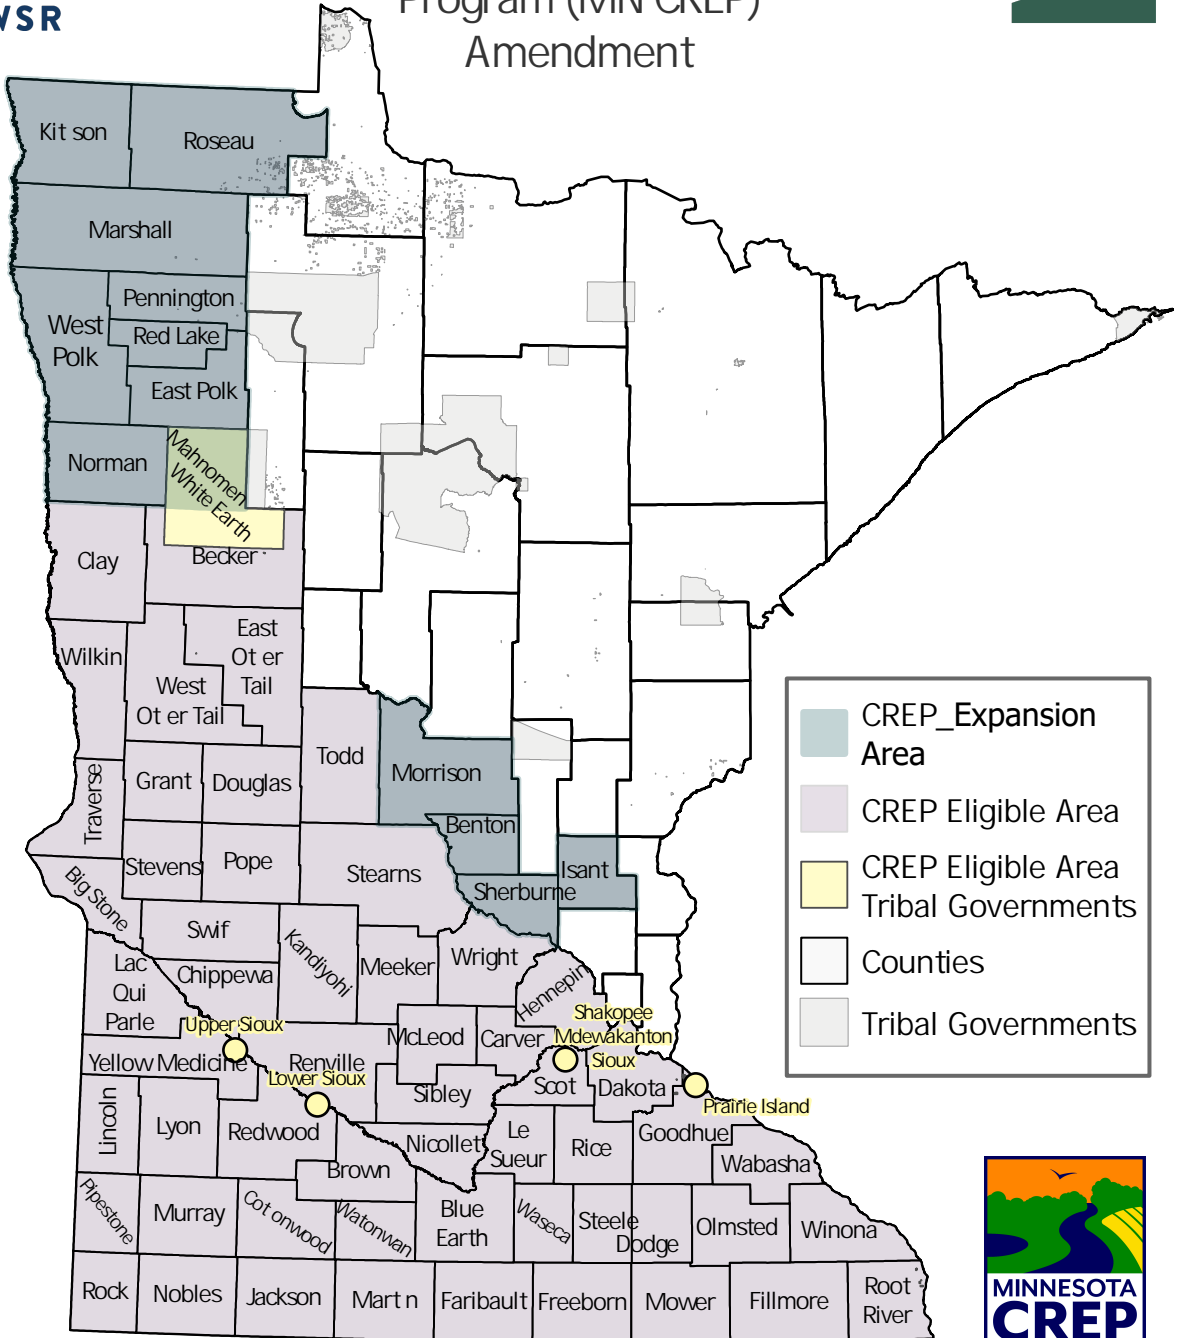 WSR
Program (MN CREP)
Amendment
Kit son
Roseau
Marshall
Pennington
West
Polk
Red Lake
East Polk
Norman
Mahnomen
White Earth
Clay
Becker
Wilkin
East
Ot er
Tail
West
Ot er Tail
Todd
Morrison
Grant
Douglas
Traverse
Benton
Stevens
Pope
Stearns
Isant
Sherburne
Big Stone
Swif
Kandiyohi
Meeker
Wright
Hennepin
Lac
Qui
Parle
Chippewa
Upper Sioux
Yellow Medicine
Renville
Lower Sioux
McLeod
Carver
Shakopee
Mdewakanton
Sioux
Sibley
Scot
Dakota
Prairie Island
Lincoln
Lyon
Redwood
Nicollet
Le
Sueur
Rice
Goodhue
Wabasha
Brown
Pipestone
Murray
Cot onwood
Watonwan
Blue
Earth
Waseca
Steele
Dodge
Olmsted
Winona
Rock
Nobles
Jackson
Mart n
Faribault
Freeborn
Mower
Fillmore
Root
River
CREP_Expansion
Area
CREP Eligible Area
CREP Eligible Area
Tribal Governments
Counties
Tribal Governments
MINNESOTA
CREP